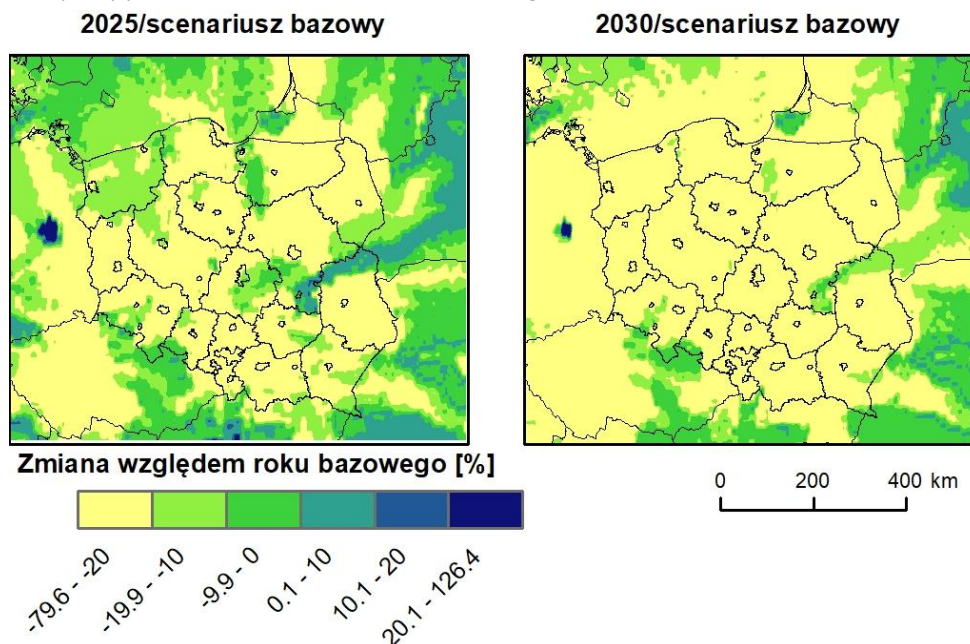 2025/scenariusz bazowy
2030/scenariusz bazowy
Zmiana względem roku bazowego [%]
0 200 400 km
-79.6 - -20
-19.9 - -10
-9.9 - 0
0.1 - 10
10.1 - 20
20.1 - 126.4